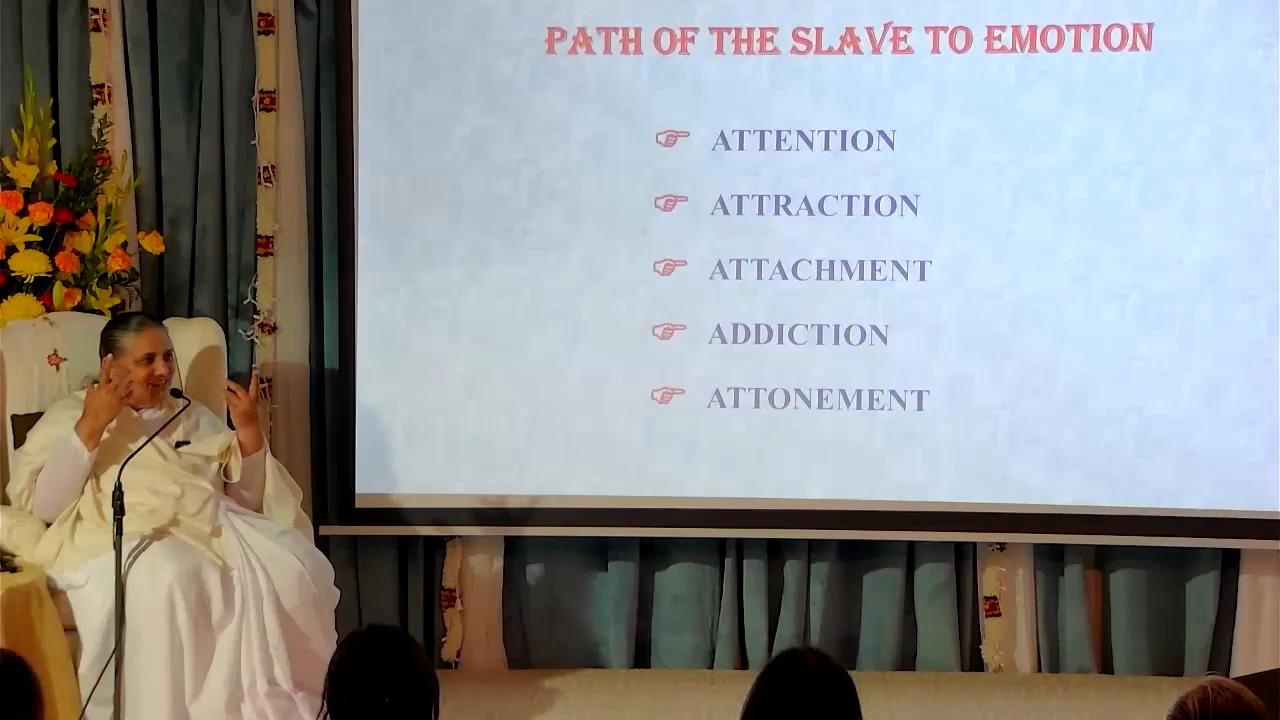 PATH OF THE SLAVE TO EMOTION
ATTENTION
ATTRACTION
ATTACHMENT
ADDICTION
ATTONEMENT